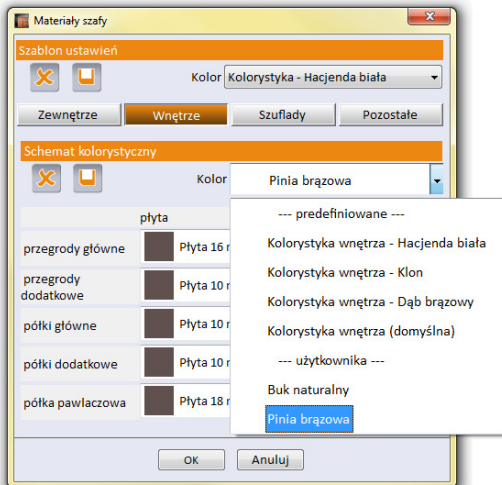 Materiały szafy
Szablon ustawień
Kolor Kolorystyka - Hacjenda biała
Zewnętrze Wnętrze Szuflady Pozostałe
Schemat kolorystyczny
Kolor Pinia brązowa
płyta
--- predefiniowane ---
Kolorystyka wnętrza - Hacjenda biała
Kolorystyka wnętrza - Klon
Kolorystyka wnętrza - Dąb brązowy
Kolorystyka wnętrza (domyślna)
--- użytkownika ---
Buk naturalny
Pinia brązowa
przegrody główne Płyta 16
przegrody
dodatkowe Płyta 10
półki główne Płyta 10
półki dodatkowe Płyta 10
półka pawlaczowa Płyta 18
OK Anuluj